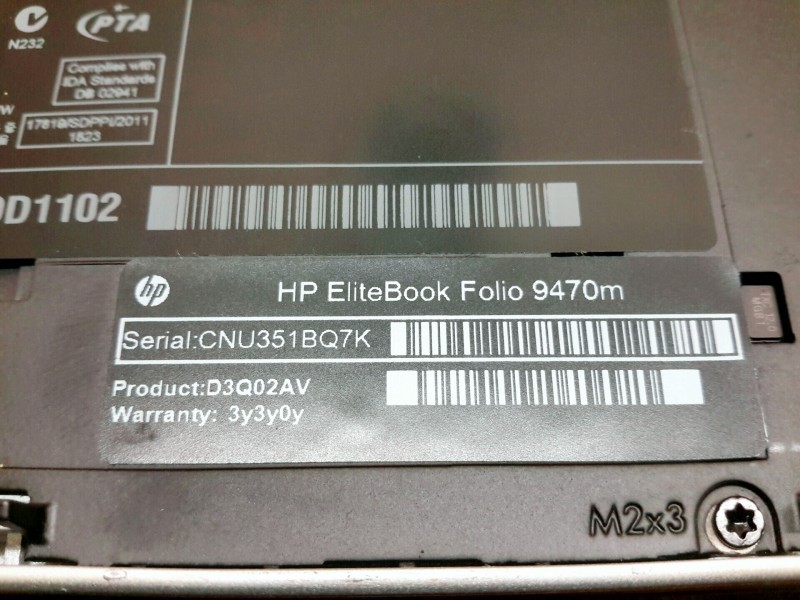 N232
PTA
Complies with
IDA Standards
DB 02941
17819/SDPPI/2011
1823
D1102
hp
HP EliteBook Folio 9470m
Serial:CNU351BQ7K
Product:D3Q02AV
Warranty: 3y3y0y
M2x3